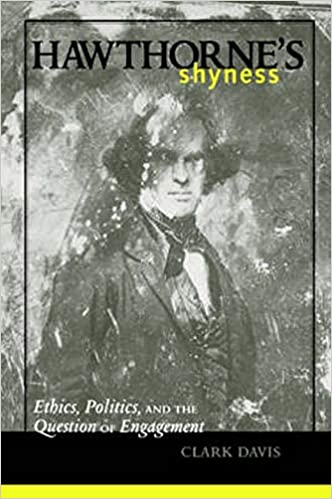 HAWTHORNE'S
shyness
Ethics, Politics, AND THE
Question OF Engagement
CLARK DAVIS